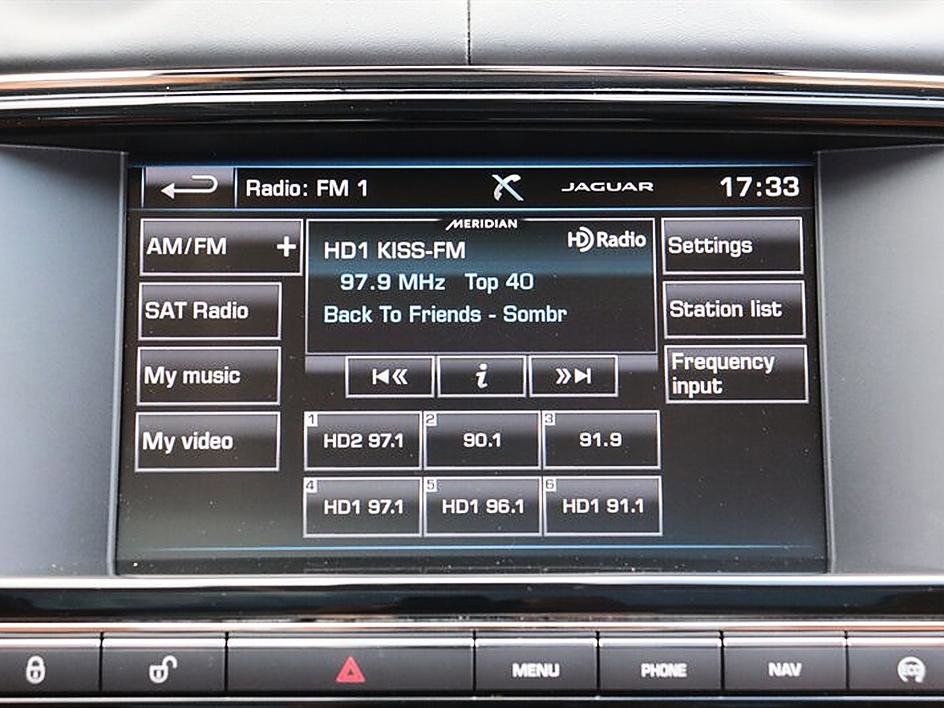 Radio: FM 1
JAGUAR
17:33
AM/FM +
MERIDIAN
HD1 KISS-FM
HD Radio
97.9 MHz Top 40
Back To Friends - Sombr
Settings
SAT Radio
Station list
My music
i
Frequency
input
My video
1 HD2 97.1
2 90.1
3 91.9
4 HD1 97.1
5 HD1 96.1
6 HD1 91.1
MENU
PHONE
NAV
ECO